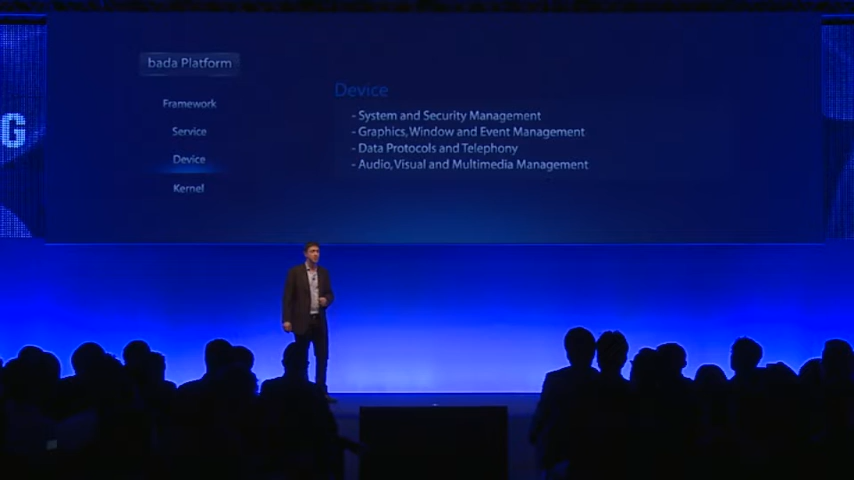 G
bada Platform
Framework
Service
Device
Kernel
Device
- System and Security Management
- Graphics, Window and Event Management
- Data Protocols and Telephony
- Audio, Visual and Multimedia Management